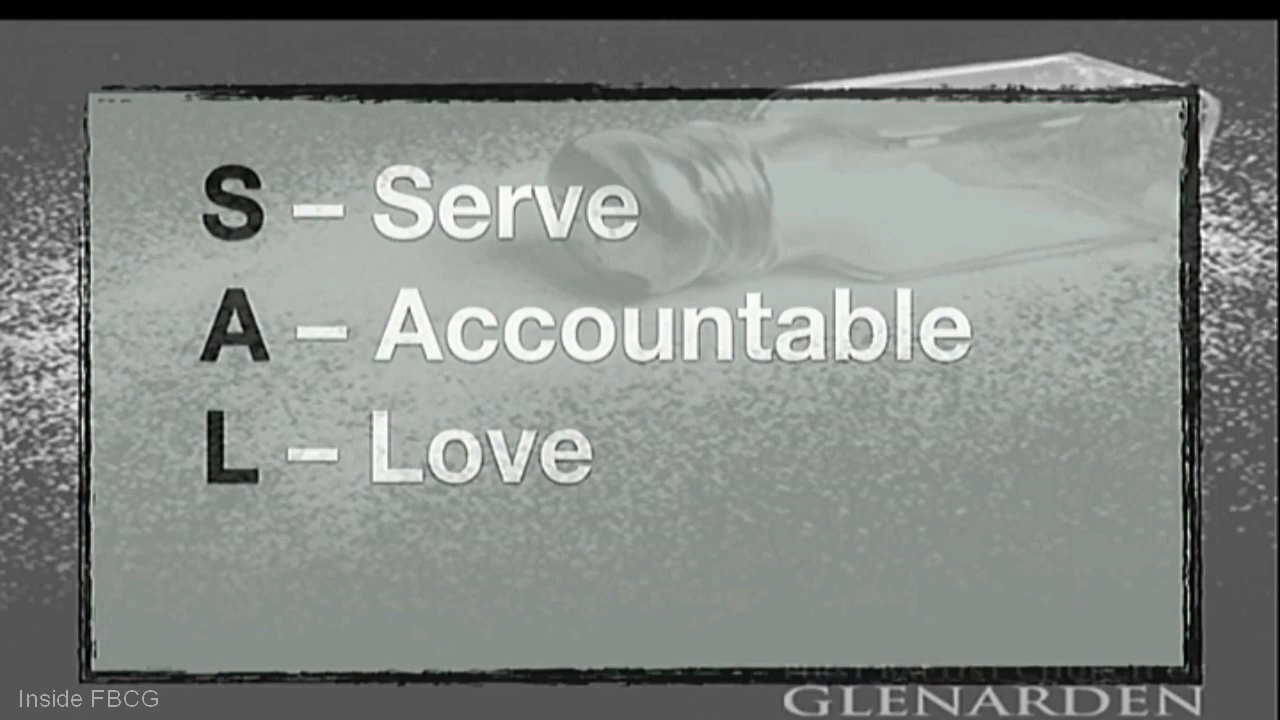 S – Serve
A – Accountable
L – Love
Inside FBCG
GLENARDEN